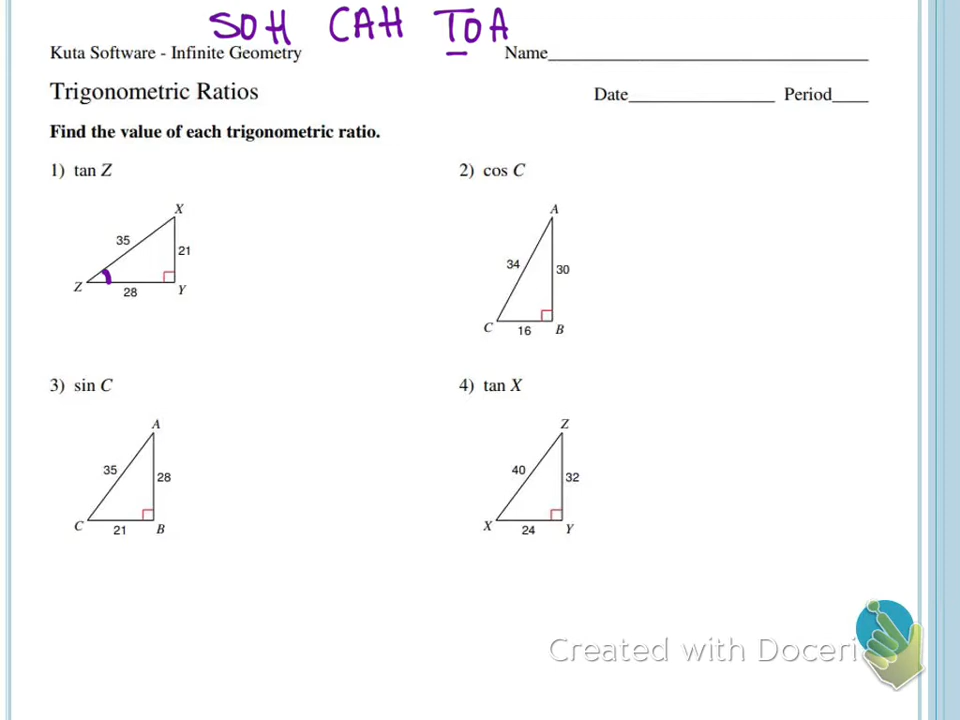 SOH CAH TOA
Kuta Software - Infinite Geometry Name
Trigonometric Ratios Date Period
Find the value of each trigonometric ratio.
1) tan Z 2) cos C
X
35
21
Z
28
Y
A
34
30
C
16
B
3) sin C 4) tan X
A
35
28
C
21
B
Z
40
32
X
24
Y
Created with Doceri